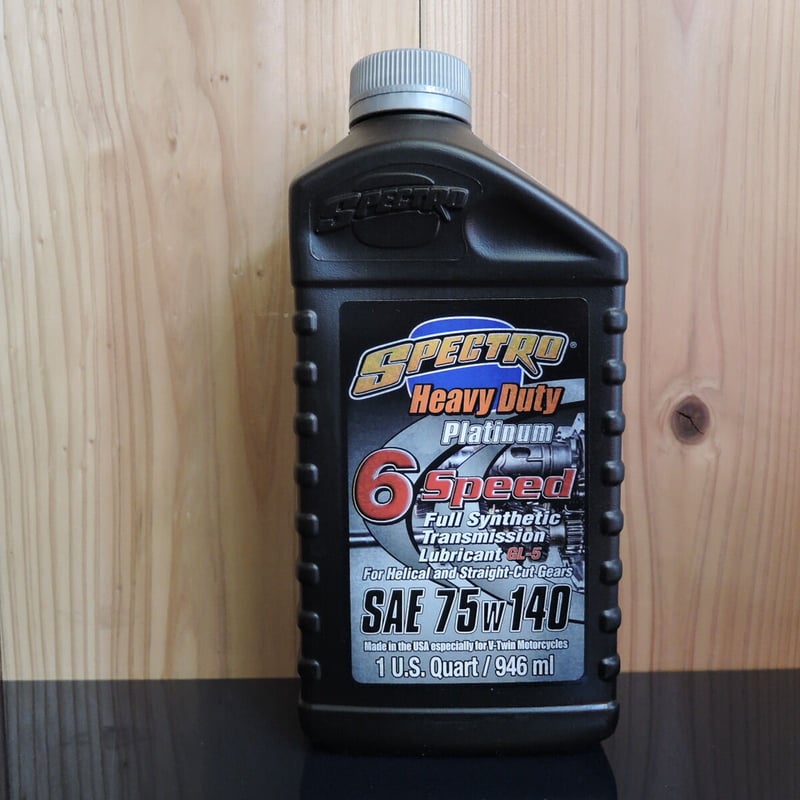 SPECTRO
SPECTRO®
Heavy Duty
Platinum
6 Speed
Full Synthetic
Transmission
Lubricant GL-5
For Helical and Straight-Cut Gears
SAE 75W140
Made in the USA especially for V-Twin Motorcycles
1 U.S. Quart / 946 ml